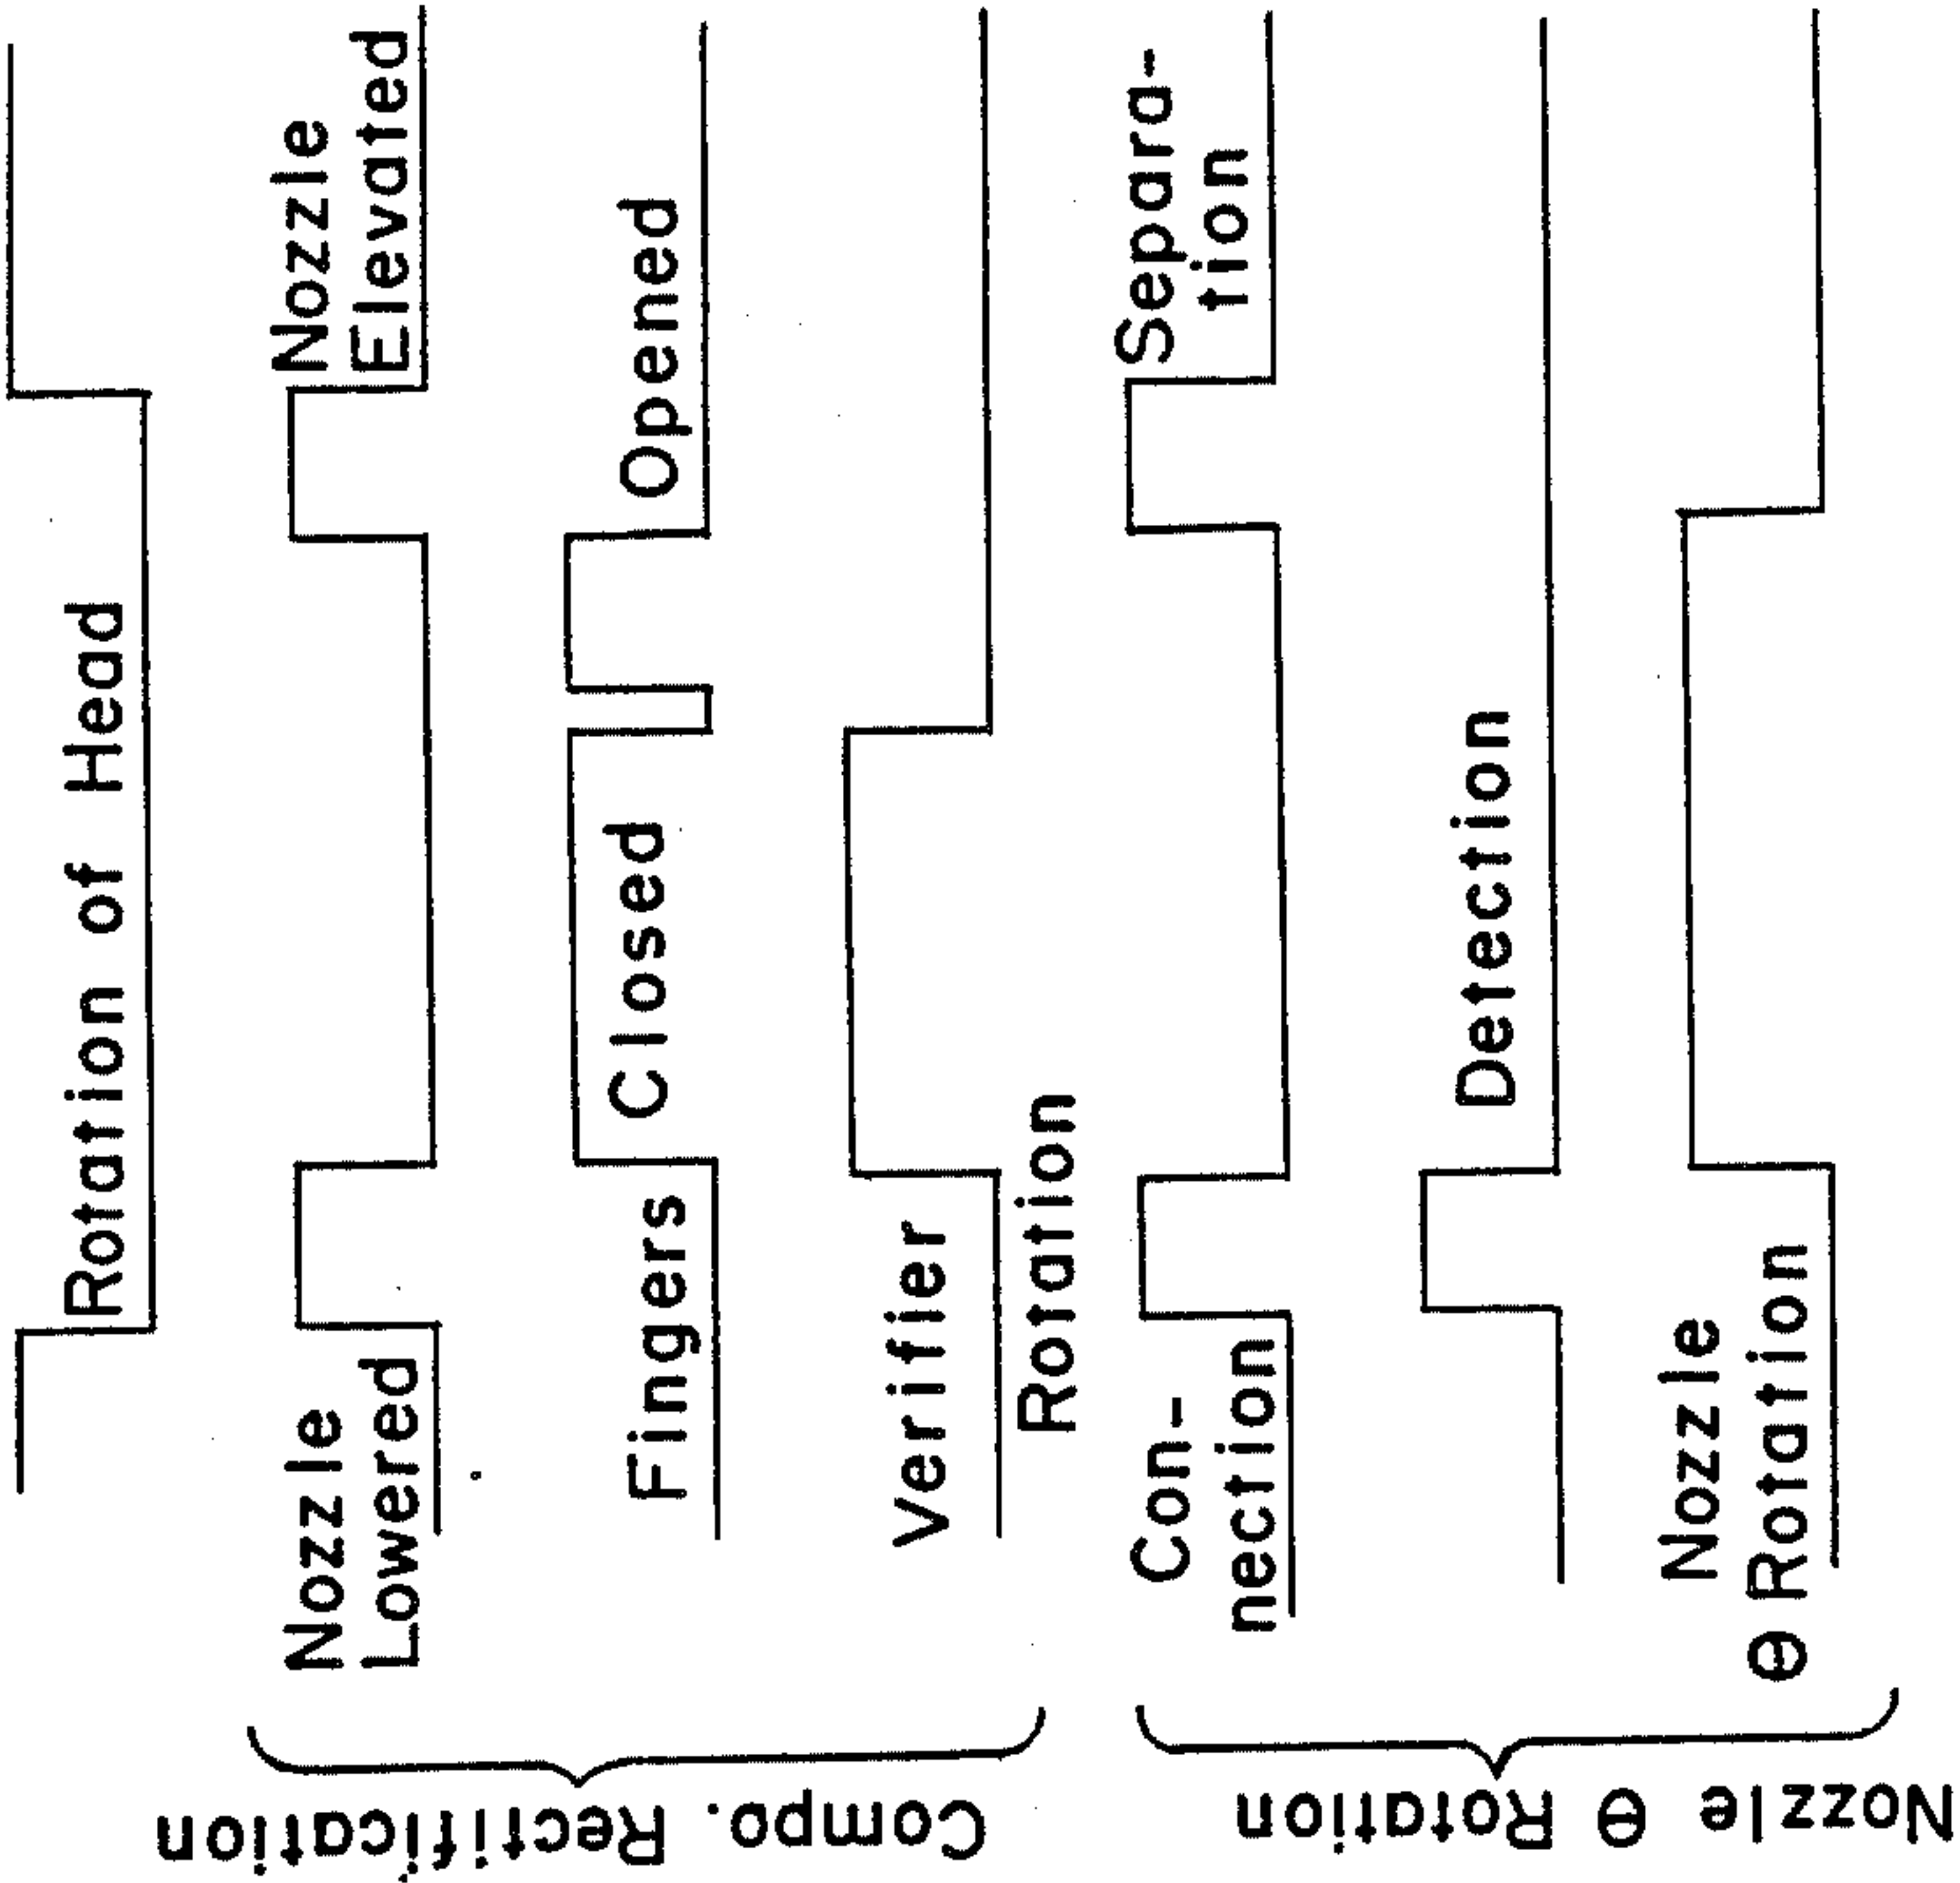 Rotation of Head
Compo. Rectification
Nozzle
Lowered
Nozzle
Elevated
Fingers
Closed
Opened
Verifier
Rotation
Nozzle Θ Rotation
Con-
nection
Separa-
tion
Detection
Nozzle
Θ Rotation